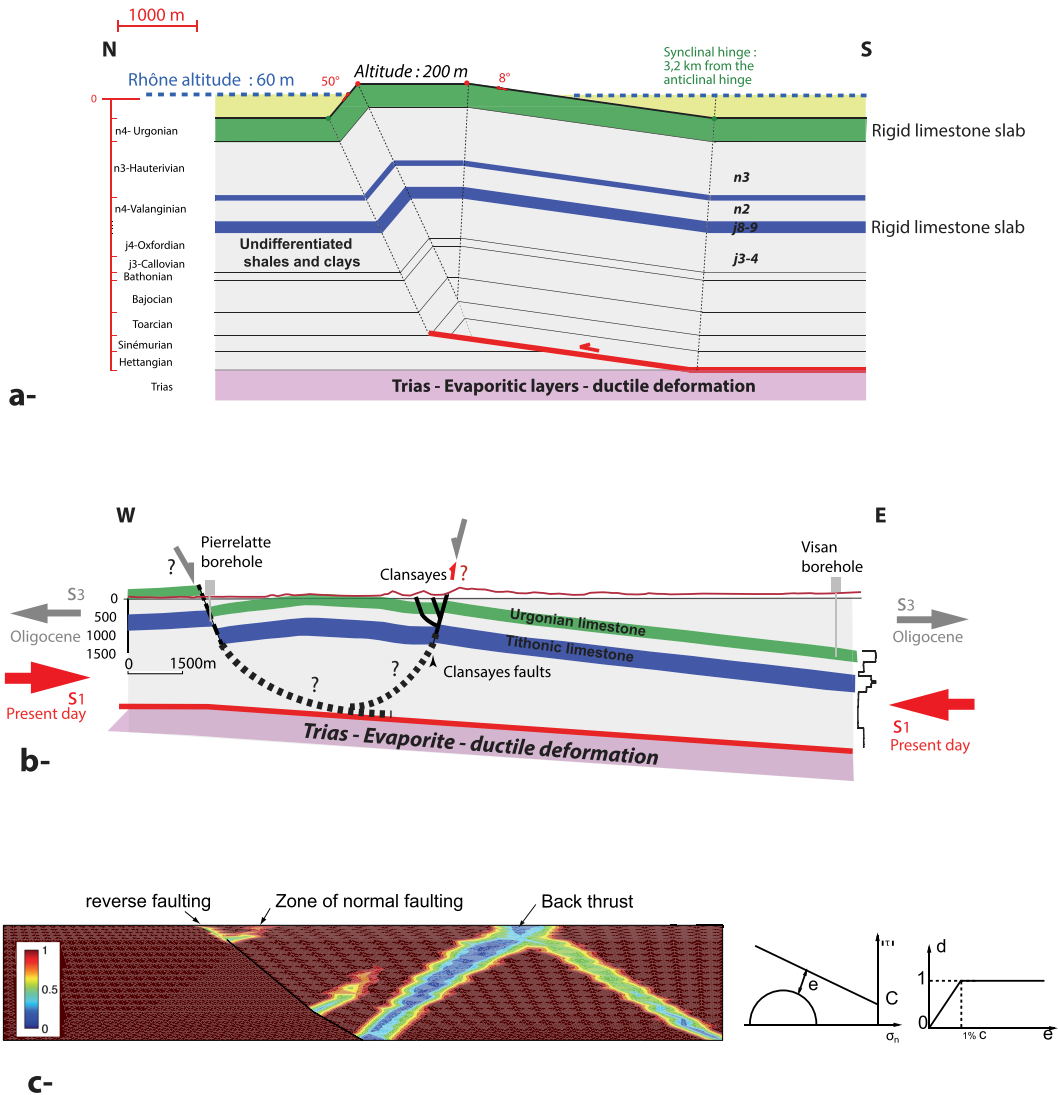 1000 m
N
S
Rhône altitude : 60 m
50°
Altitude : 200 m
8°
Synclinal hinge :
3,2 km from the
anticlinal hinge
0
n4- Urgonian
Rigid limestone slab
n3-Hauterivian
n3
n4-Valanginian
n2
j8-9
Rigid limestone slab
j4-Oxfordian
Undifferentiated
shales and clays
j3-Callovian
j3-4
Bathonian
Bajocian
Toarcian
Sinémurian
Hettangian
Trias
Trias - Evaporitic layers - ductile deformation
a-
W
E
Pierrelatte
borehole
?
Clansayes
?
Visan
borehole
S3
Oligocene
S3
Oligocene
0
500
1000
1500
0
1500m
Urgonian limestone
Tithonic limestone
?
Clansayes faults
?
S1
Present day
S1
Present day
Trias - Evaporite - ductile deformation
b-
reverse faulting
Zone of normal faulting
Back thrust
1
0.5
0
|τ|
e
C
σn
d
1
0
1% c
e
c-